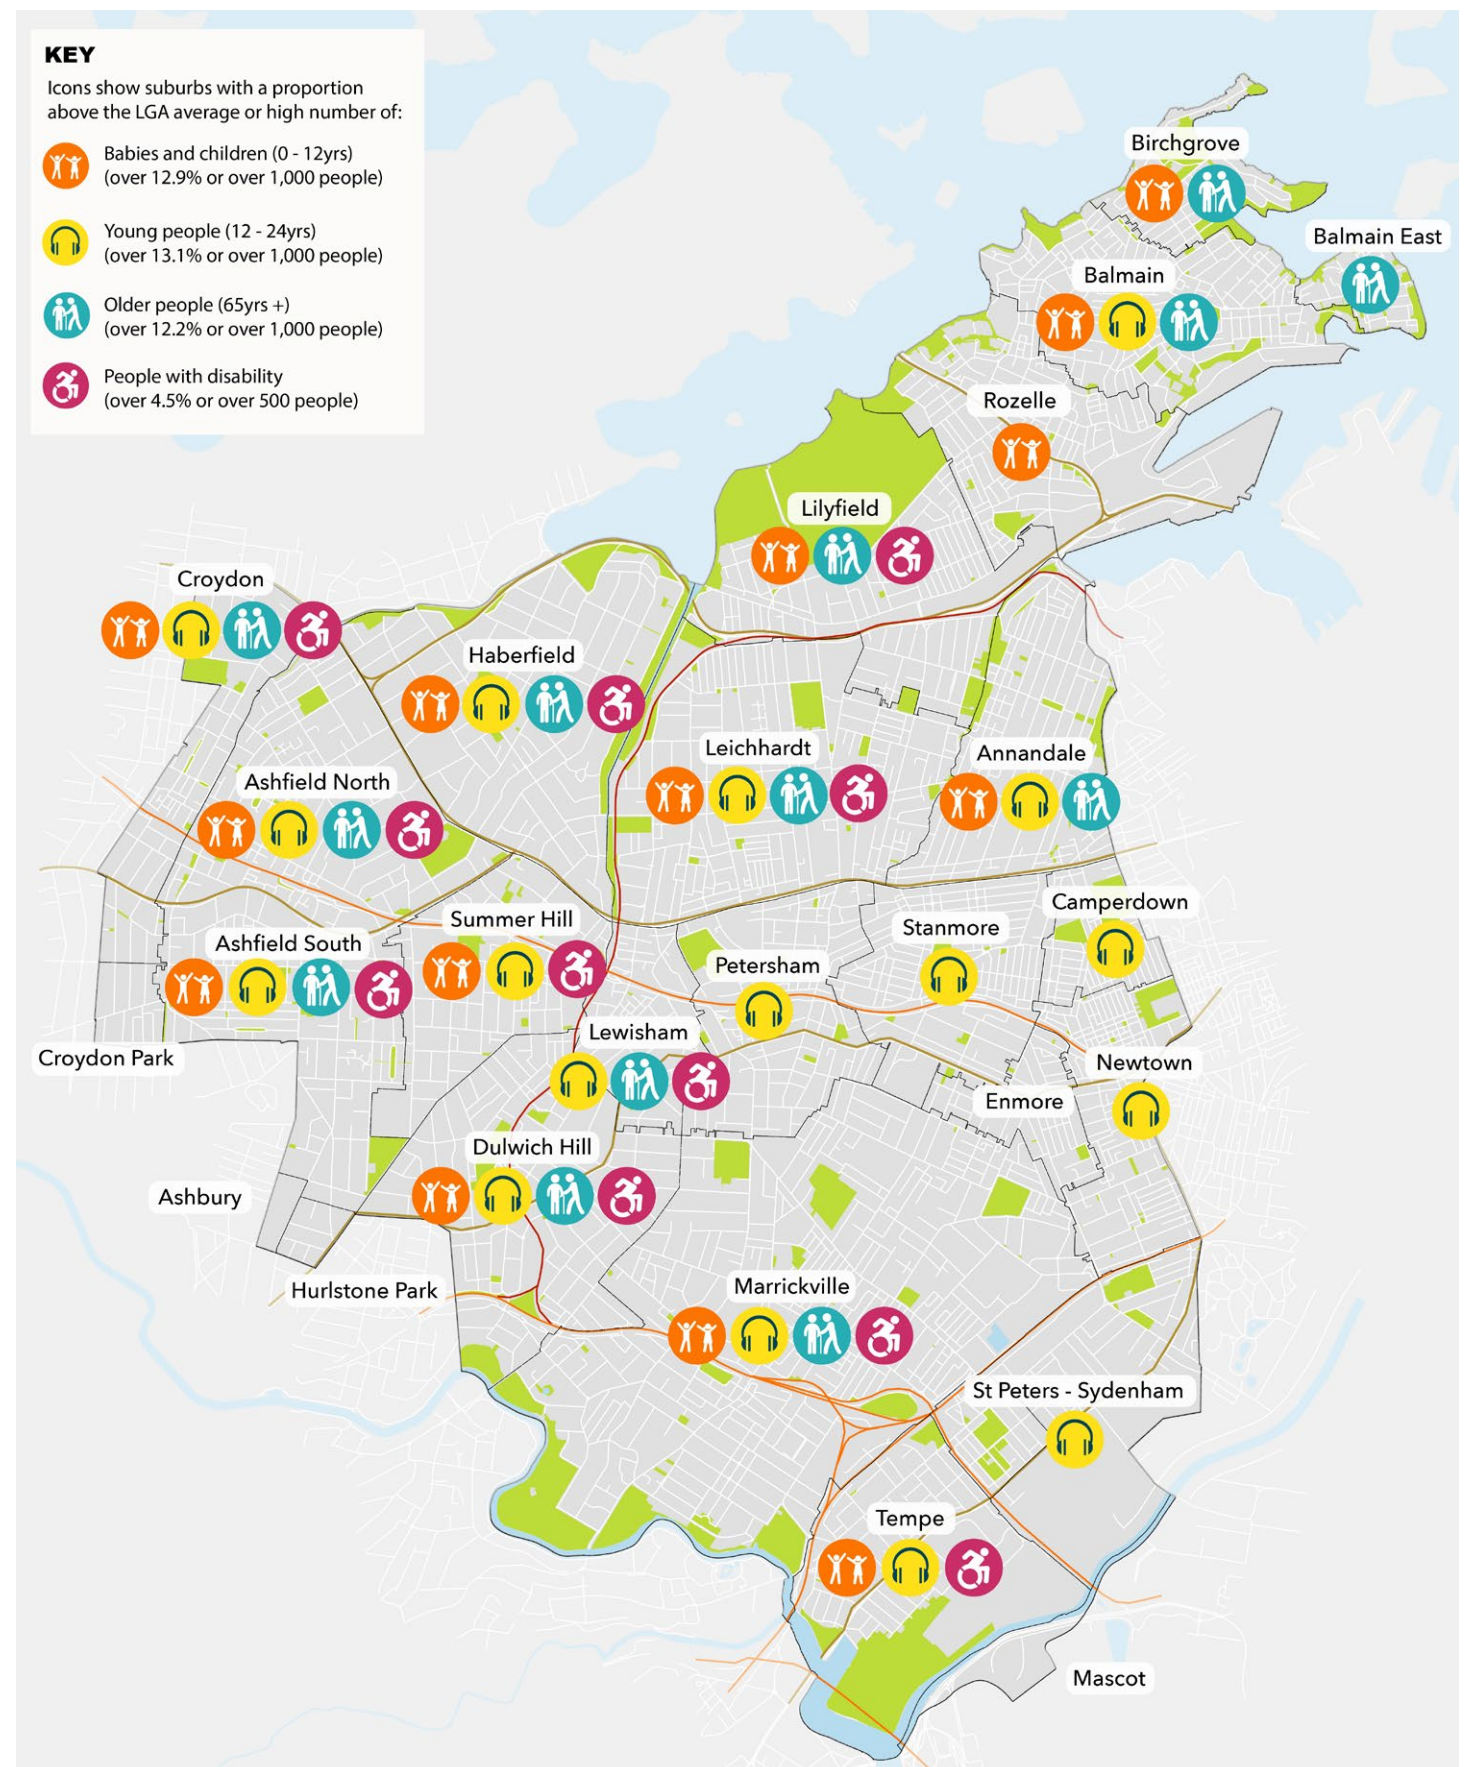 KEY
Icons show suburbs with a proportion
above the LGA average or high number of:
Babies and children (0 - 12yrs)
(over 12.9% or over 1,000 people)
Young people (12 - 24yrs)
(over 13.1% or over 1,000 people)
Older people (65yrs +)
(over 12.2% or over 1,000 people)
People with disability
(over 4.5% or over 500 people)
Birchgrove
Balmain East
Balmain
Rozelle
Lilyfield
Croydon
Haberfield
Leichhardt
Annandale
Ashfield North
Camperdown
Summer Hill
Stanmore
Ashfield South
Petersham
Lewisham
Croydon Park
Newtown
Enmore
Dulwich Hill
Ashbury
Hurlstone Park
Marrickville
St Peters - Sydenham
Tempe
Mascot